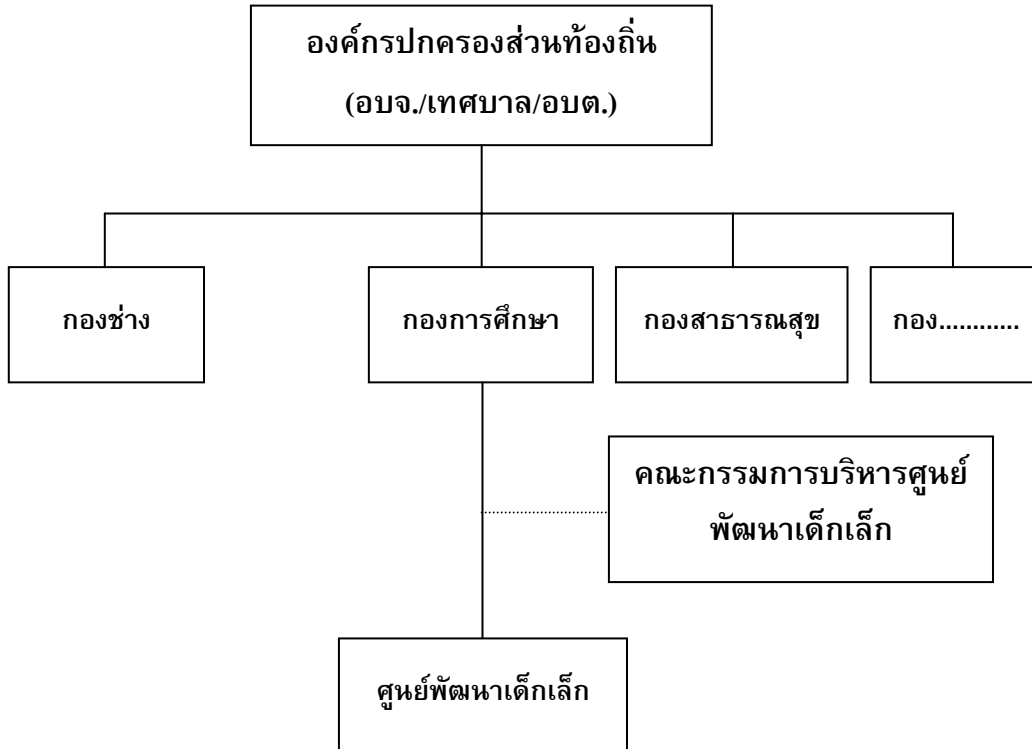 องค์กรปกครองส่วนท้องถิ่น
(อบจ./เทศบาล/อบต.)
กองช่าง
กองการศึกษา
กองสาธารณสุข
กอง............
คณะกรรมการบริหารศูนย์
พัฒนาเด็กเล็ก
ศูนย์พัฒนาเด็กเล็ก